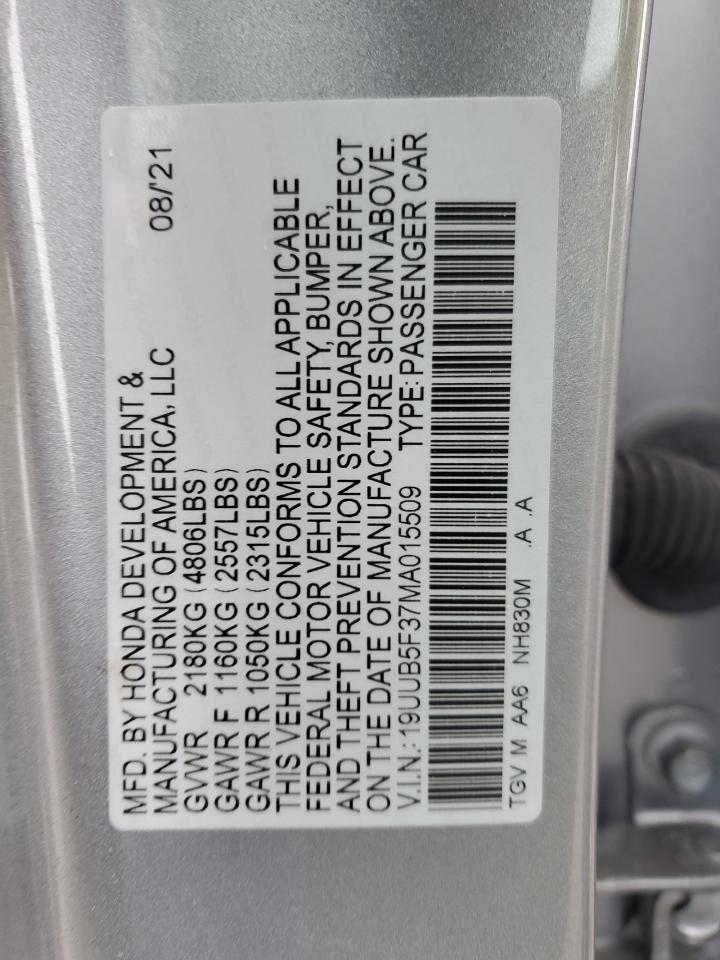 MFD. BY HONDA DEVELOPMENT &
MANUFACTURING OF AMERICA, LLC 08/'21
GVWR 2180KG (4806LBS)
GAWR F 1160KG (2557LBS)
GAWR R 1050KG (2315LBS)
THIS VEHICLE CONFORMS TO ALL APPLICABLE
FEDERAL MOTOR VEHICLE SAFETY, BUMPER,
AND THEFT PREVENTION STANDARDS IN EFFECT
ON THE DATE OF MANUFACTURE SHOWN ABOVE.
V.I.N.: 19UUB5F37MA015509 TYPE: PASSENGER CAR
TGV M AA6 NH830M .A .A